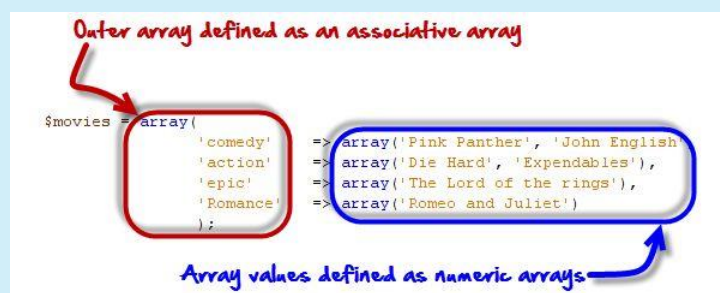 Outer array defined as an associative array
$movies = array(
'comedy' => array('Pink Panther', 'John English'
'action' => array('Die Hard', 'Expendables'),
'epic' => array('The Lord of the rings'),
'Romance' => array('Romeo and Juliet')
);
Array values defined as numeric arrays